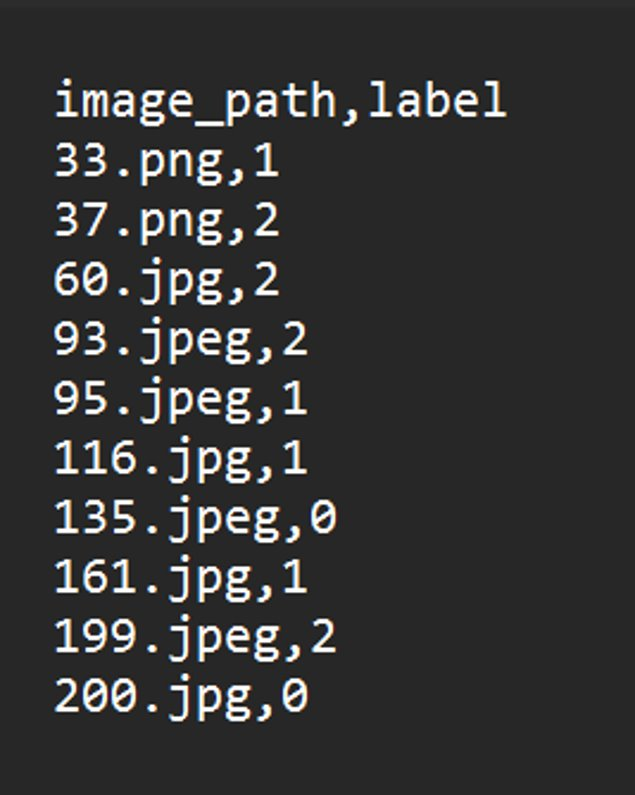 image_path,label
33.png,1
37.png,2
60.jpg,2
93.jpeg,2
95.jpeg,1
116.jpg,1
135.jpeg,0
161.jpg,1
199.jpeg,2
200.jpg,0